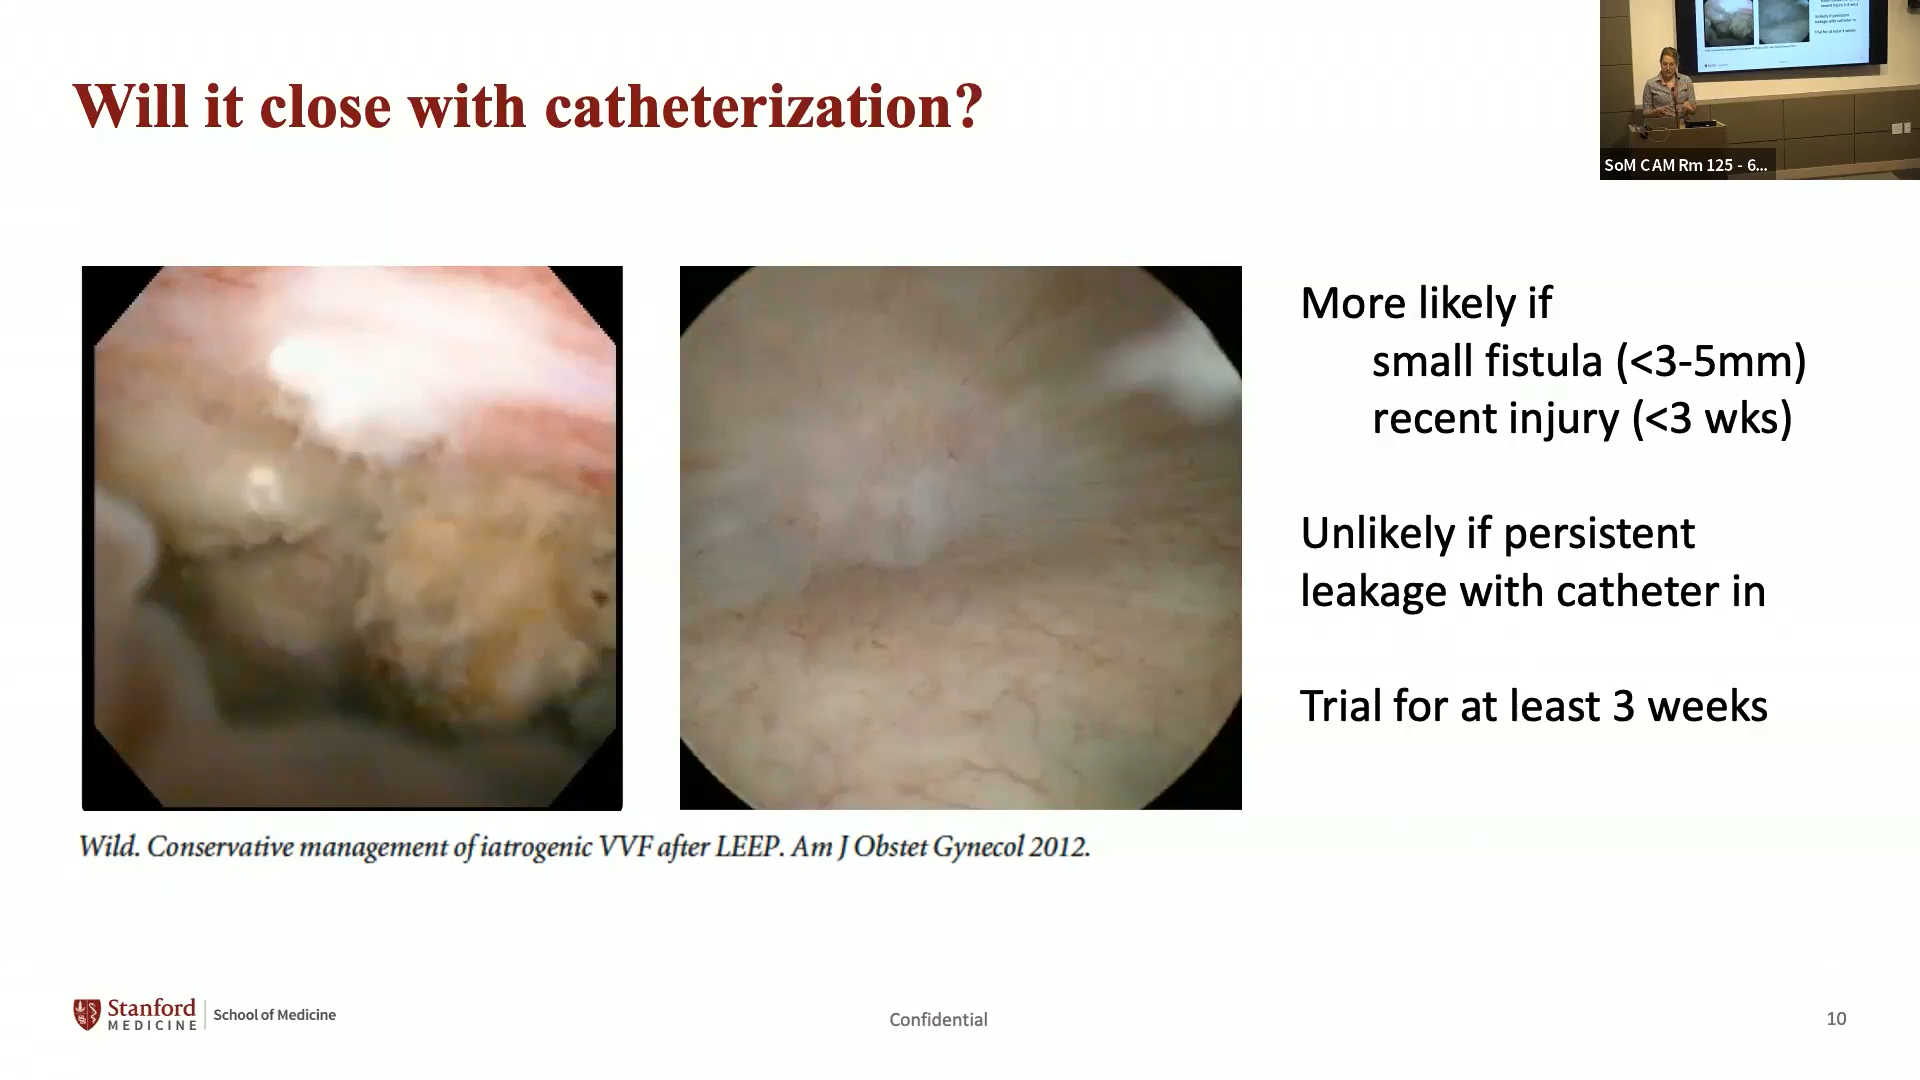 Will it close with catheterization?
SoM CAM Rm 125 - 6...
More likely if
small fistula (<3-5mm)
recent injury (<3 wks)
Unlikely if persistent
leakage with catheter in
Trial for at least 3 weeks
Wild. Conservative management of iatrogenic VVF after LEEP. Am J Obstet Gynecol 2012.
Stanford
MEDICINE
School of Medicine
Confidential
10